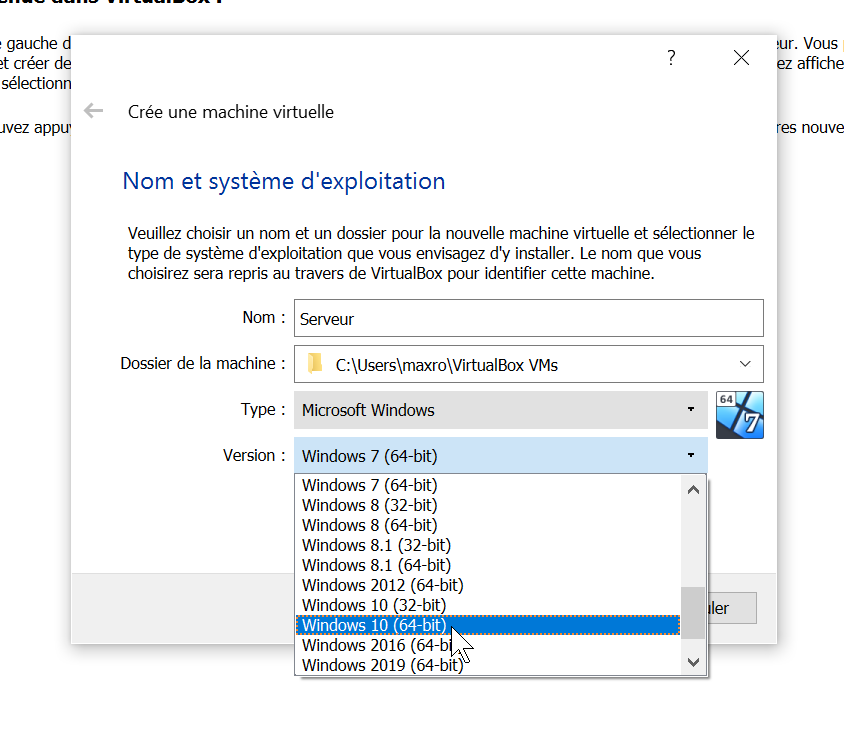 dans VirtualBox !
gauche d
eur. Vous
et créer de
ez affiche
sélectionn
uvez appuy
res nouve
?
Crée une machine virtuelle
Nom et système d'exploitation
Veuillez choisir un nom et un dossier pour la nouvelle machine virtuelle et sélectionner le
type de système d'exploitation que vous envisagez d'y installer. Le nom que vous
choisirez sera repris au travers de VirtualBox pour identifier cette machine.
Nom : Serveur
Dossier de la machine : C:\Users\maxro\VirtualBox VMs
Type : Microsoft Windows
64 7
Version : Windows 7 (64-bit)
Windows 7 (64-bit)
Windows 8 (32-bit)
Windows 8 (64-bit)
Windows 8.1 (32-bit)
Windows 8.1 (64-bit)
Windows 2012 (64-bit)
Windows 10 (32-bit)
Windows 10 (64-bit)
Windows 2016 (64-bit)
Windows 2019 (64-bit)
uler